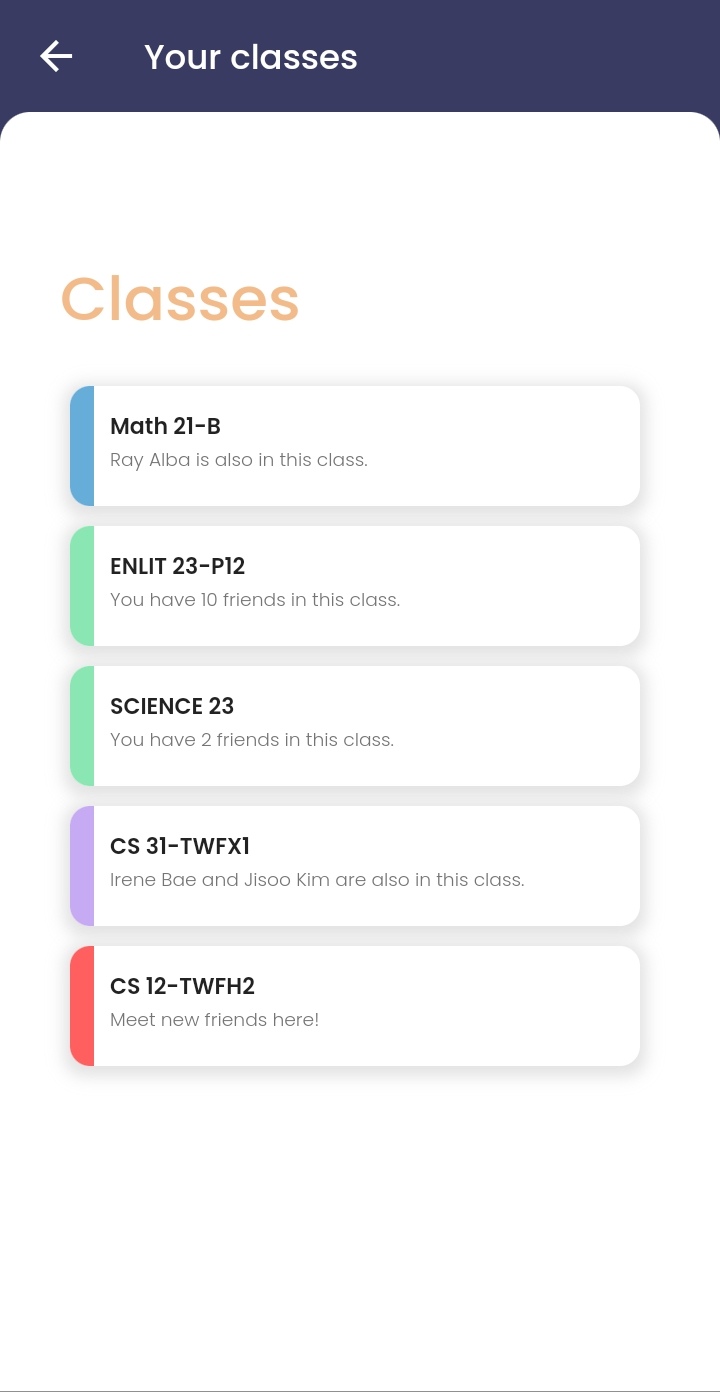 Your classes
Classes
Math 21-B
Ray Alba is also in this class.
ENLIT 23-P12
You have 10 friends in this class.
SCIENCE 23
You have 2 friends in this class.
CS 31-TWFX1
Irene Bae and Jisoo Kim are also in this class.
CS 12-TWFH2
Meet new friends here!